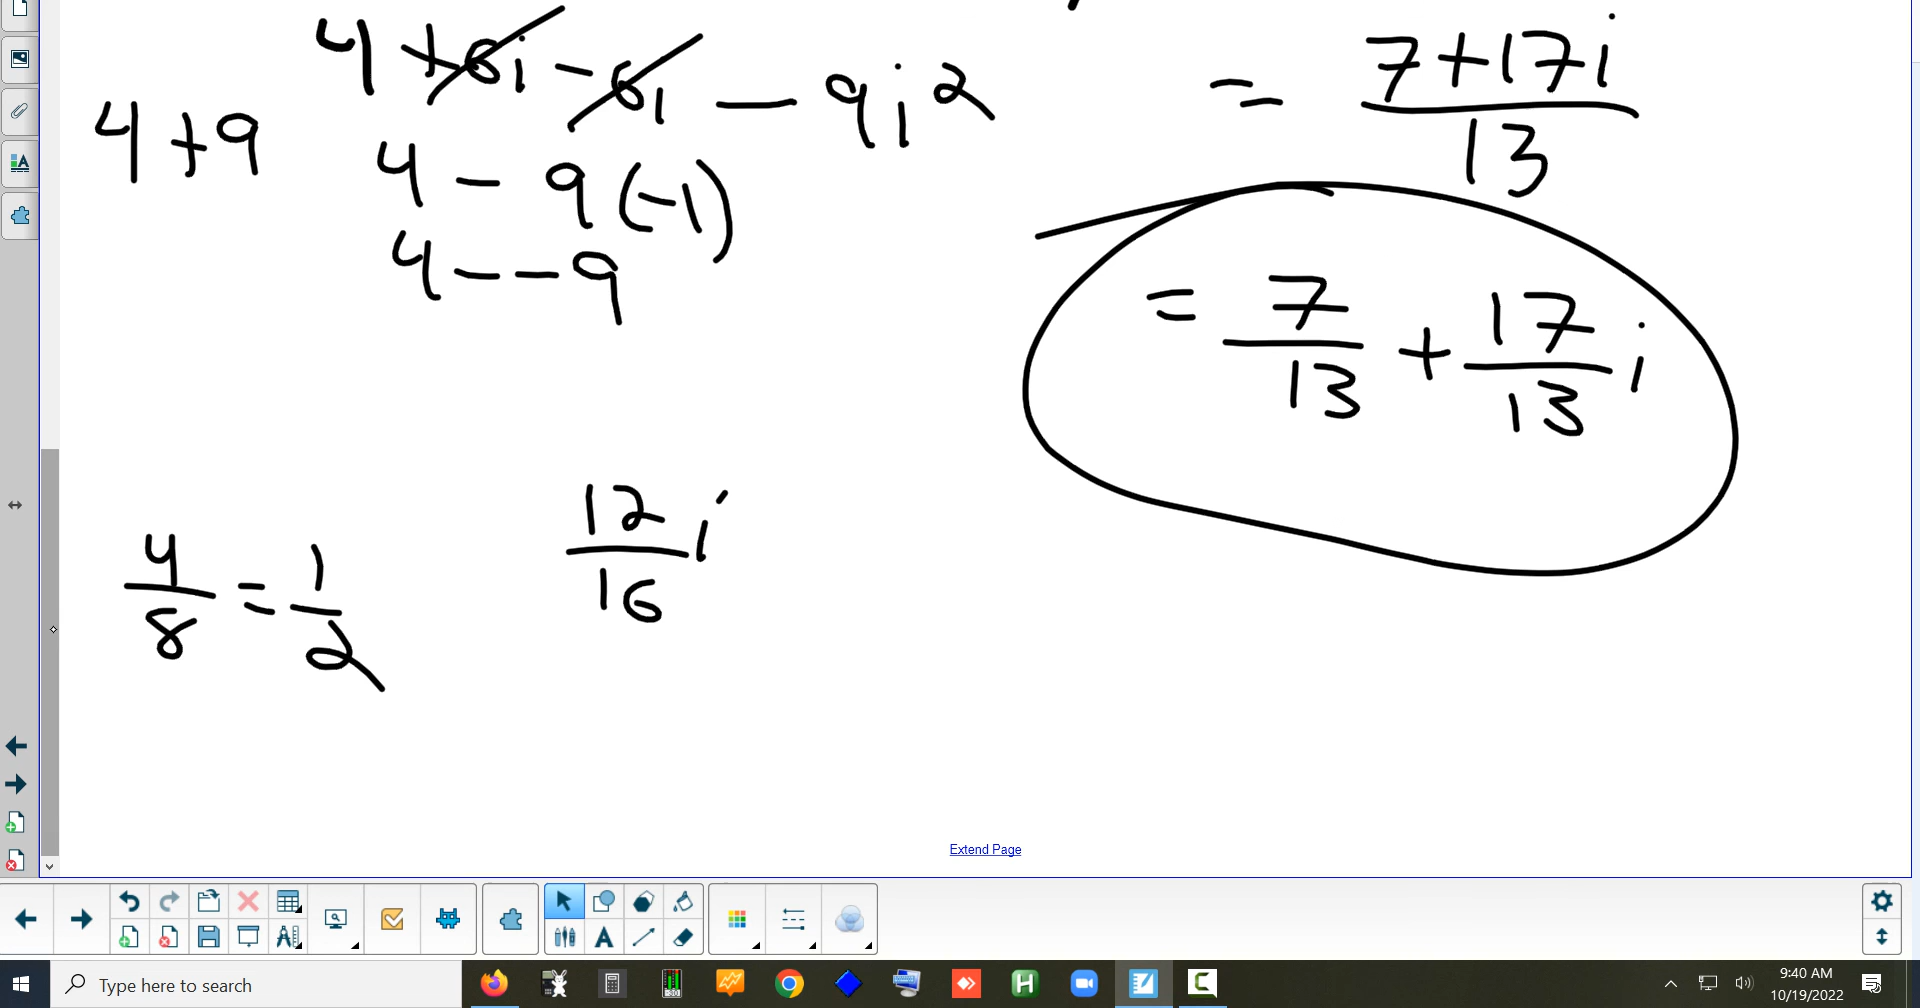 4 + 6i - 6i - 9i²
4 + 9
4 - 9(-1)
4 - - 9
= 7 + 17i / 13
= 7/13 + 17/13 i
4/8 = 1/2
12/16 i
Extend Page
Type here to search
9:40 AM
10/19/2022